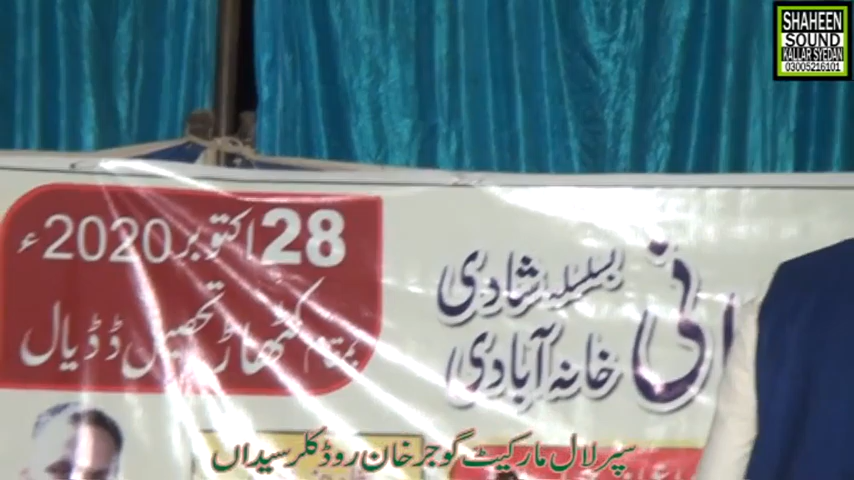 SHAHEEN
SOUND
KALLAR SYEDAN
03005216101
28 اکتوبر 2020ء
بمقام کٹھاڑ تحصیل ڈڈیال
بسلسلہ شادی
خانہ آبادی
سپر لال مارکیٹ گوجر خان روڈ کلر سیداں